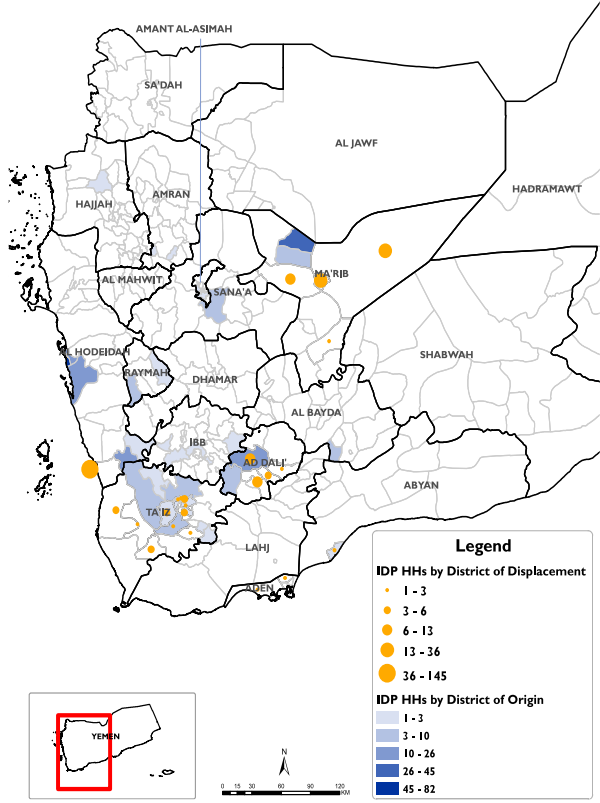 AMANT AL-ASIMAH
SA'DAH
AL JAWF
HADRAMAWT
HAJJAH
AMRAN
MA'RIB
AL MAHWIT
SANA'A
AL HODEIDAH
SHABWAH
RAYMAH
DHAMAR
AL BAYDA
IBB
AD DALI'
ABYAN
TA'IZ
LAHJ
ADEN
Legend
IDP HHs by District of Displacement
1 - 3
3 - 6
6 - 13
13 - 36
36 - 145
IDP HHs by District of Origin
1 - 3
3 - 10
10 - 26
26 - 45
45 - 82
YEMEN
N
0 15 30 60 90 120
KM